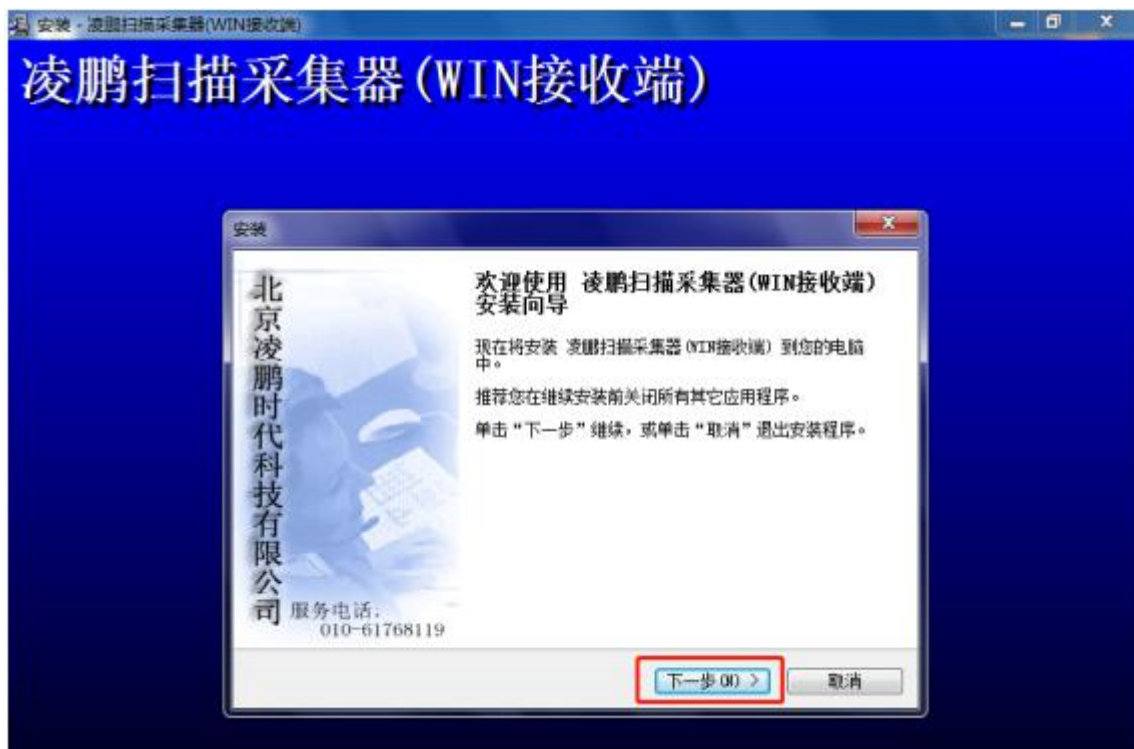 安装 - 凌鹏扫描采集器(WIN接收端)
凌鹏扫描采集器(WIN接收端)
安装
北京凌鹏时代科技有限公司
服务电话:
010-61768119
欢迎使用 凌鹏扫描采集器(WIN接收端)
安装向导
现在将安装 凌鹏扫描采集器(WIN接收端) 到您的电脑
中。
推荐您在继续安装前关闭所有其它应用程序。
单击“下一步”继续，或单击“取消”退出安装程序。
下一步(N) >
取消